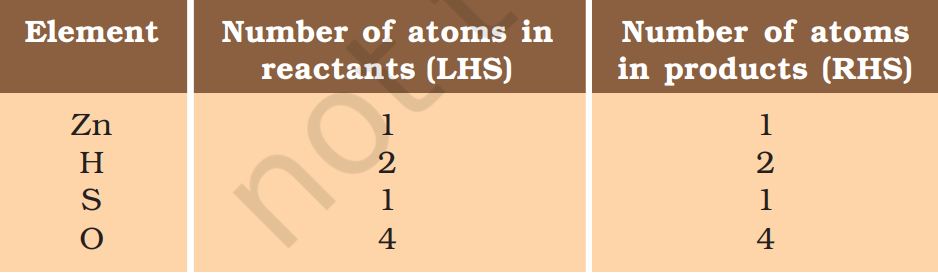 Element Number of atoms in reactants (LHS) Number of atoms in products (RHS)
Zn 1 1
H 2 2
S 1 1
O 4 4
not